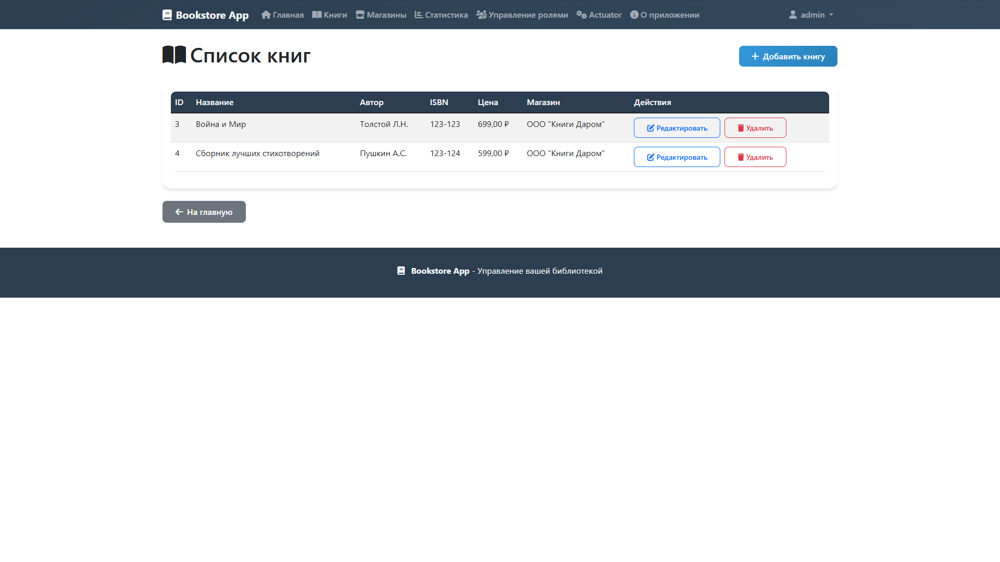 Bookstore App Главная Книги Магазины Статистика Управление ролями Actuator О приложении admin
Список книг
Добавить книгу
ID Название Автор ISBN Цена Магазин Действия
3 Война и Мир Толстой Л.Н. 123-123 699,00 ₽ ООО "Книги Даром" Редактировать Удалить
4 Сборник лучших стихотворений Пушкин А.С. 123-124 599,00 ₽ ООО "Книги Даром" Редактировать Удалить
На главную
Bookstore App - Управление вашей библиотекой